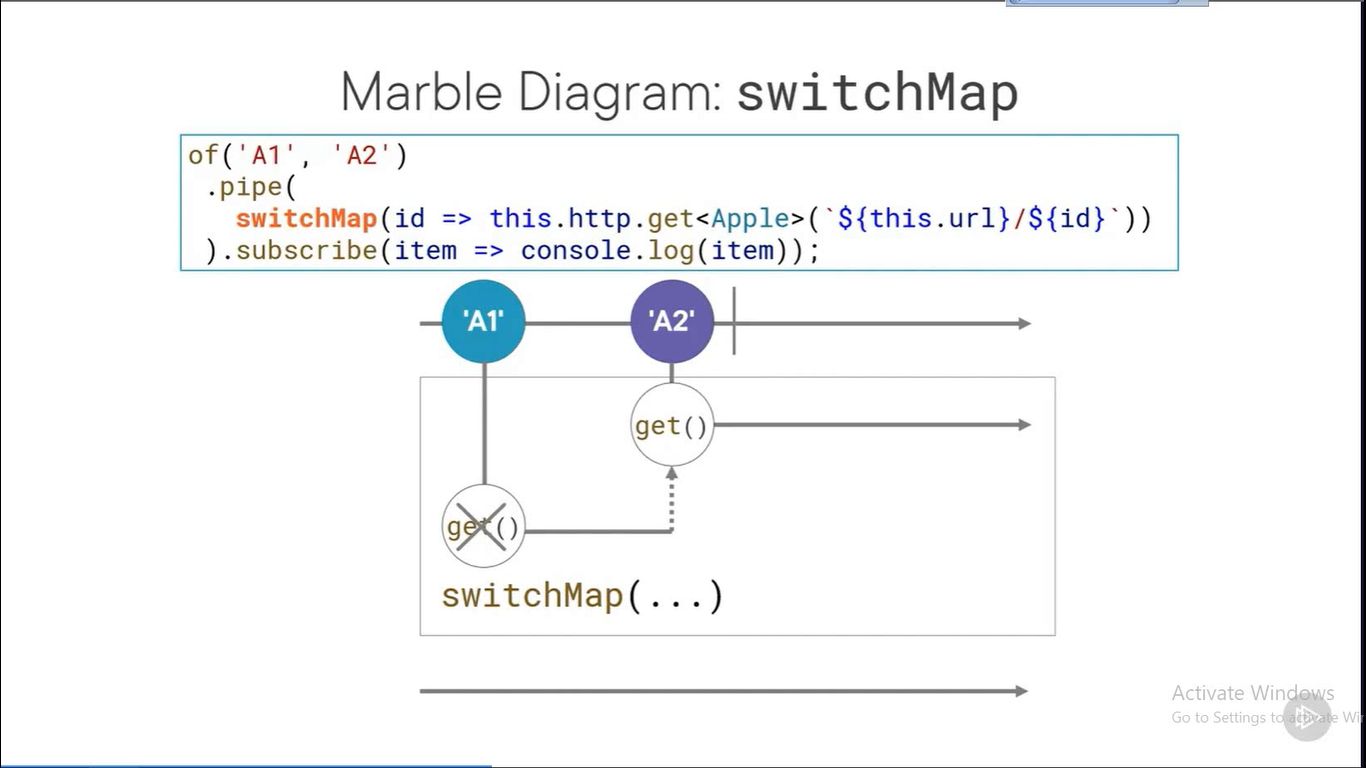 Marble Diagram: switchMap
of('A1', 'A2')
.pipe(
switchMap(id => this.http.get<Apple>(`${this.url}/${id}`))
).subscribe(item => console.log(item));
'A1'
'A2'
get()
get()
switchMap(...)
Activate Windows
Go to Settings to activate Wi